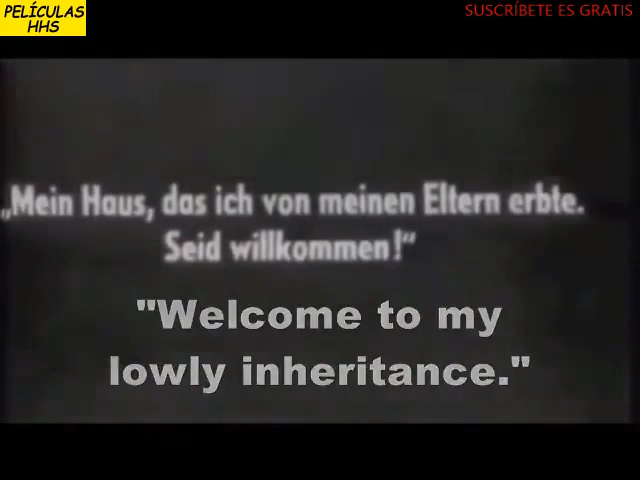 PELÍCULAS
HHS
SUSCRÍBETE ES GRATIS
„Mein Haus, das ich von meinen Eltern erbte.
Seid willkommen!“
"Welcome to my
lowly inheritance."